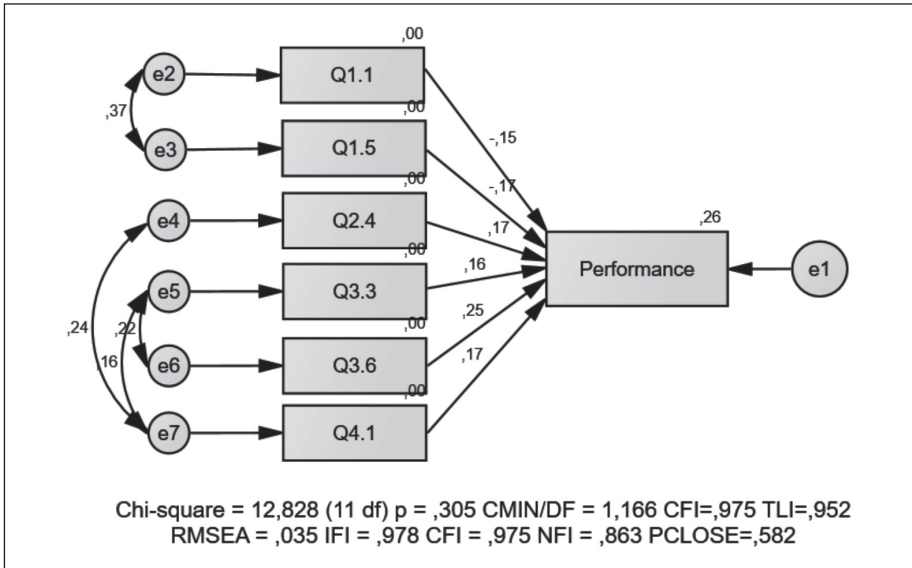 ,00
e2
Q1.1
,37
-,15
,00
e3
Q1.5
-,17
,00
e4
Q2.4
,17
,26
,00
e5
Q3.3
,16
Performance
e1
,24
,22
,16
,00
e6
Q3.6
,25
,00
e7
Q4.1
,17
Chi-square = 12,828 (11 df) p = ,305 CMIN/DF = 1,166 CFI=,975 TLI=,952
RMSEA = ,035 IFI = ,978 CFI = ,975 NFI = ,863 PCLOSE=,582